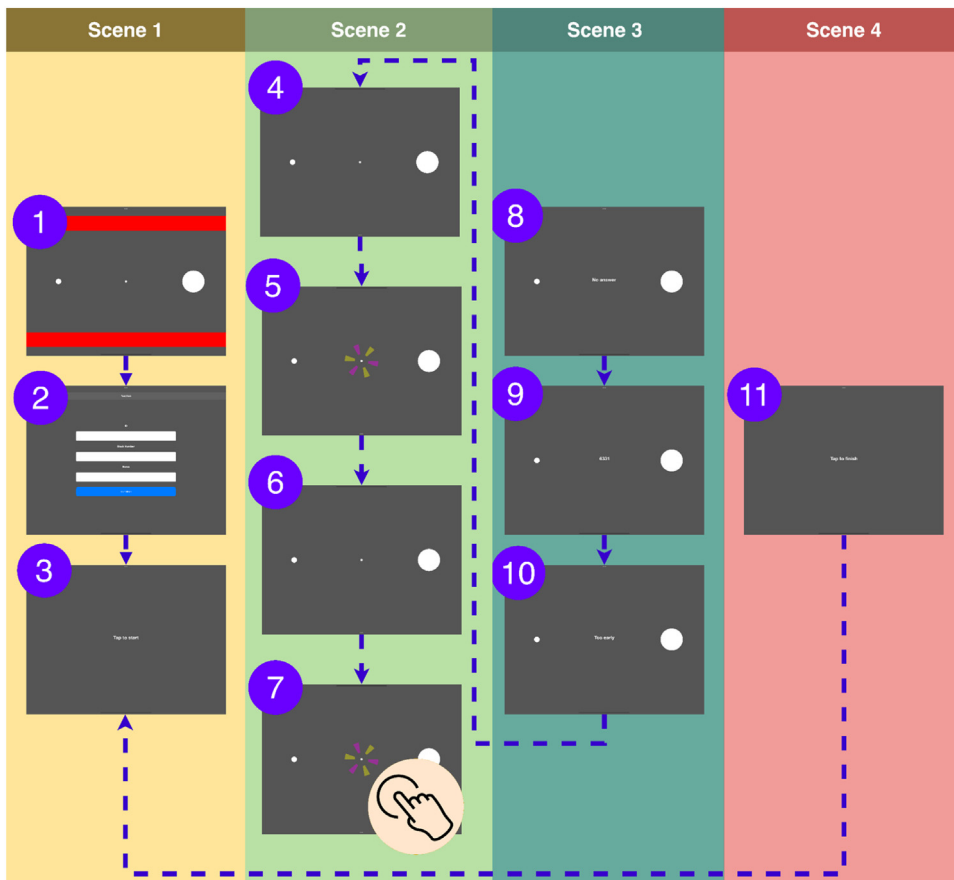 Scene 1
Scene 2
Scene 3
Scene 4
1
2
3
Tap to start
4
5
6
7
8
No answer
9
10
Too early
11
Tap to finish